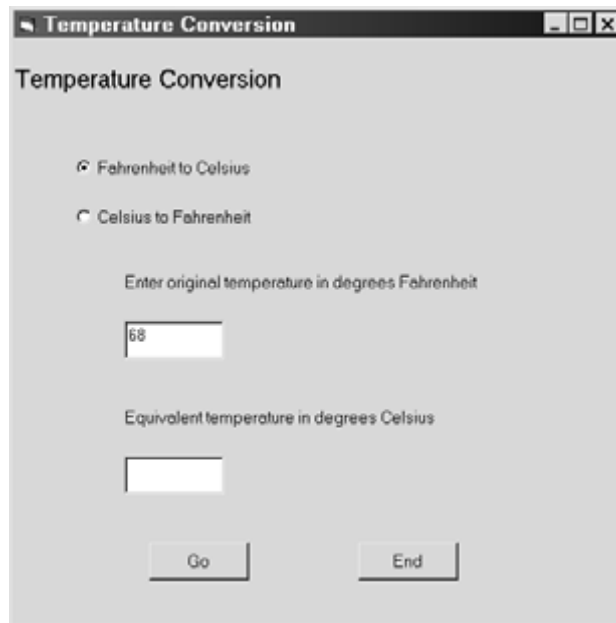 Temperature Conversion
Temperature Conversion
Fahrenheit to Celsius
Celsius to Fahrenheit
Enter original temperature in degrees Fahrenheit
68
Equivalent temperature in degrees Celsius
Go
End